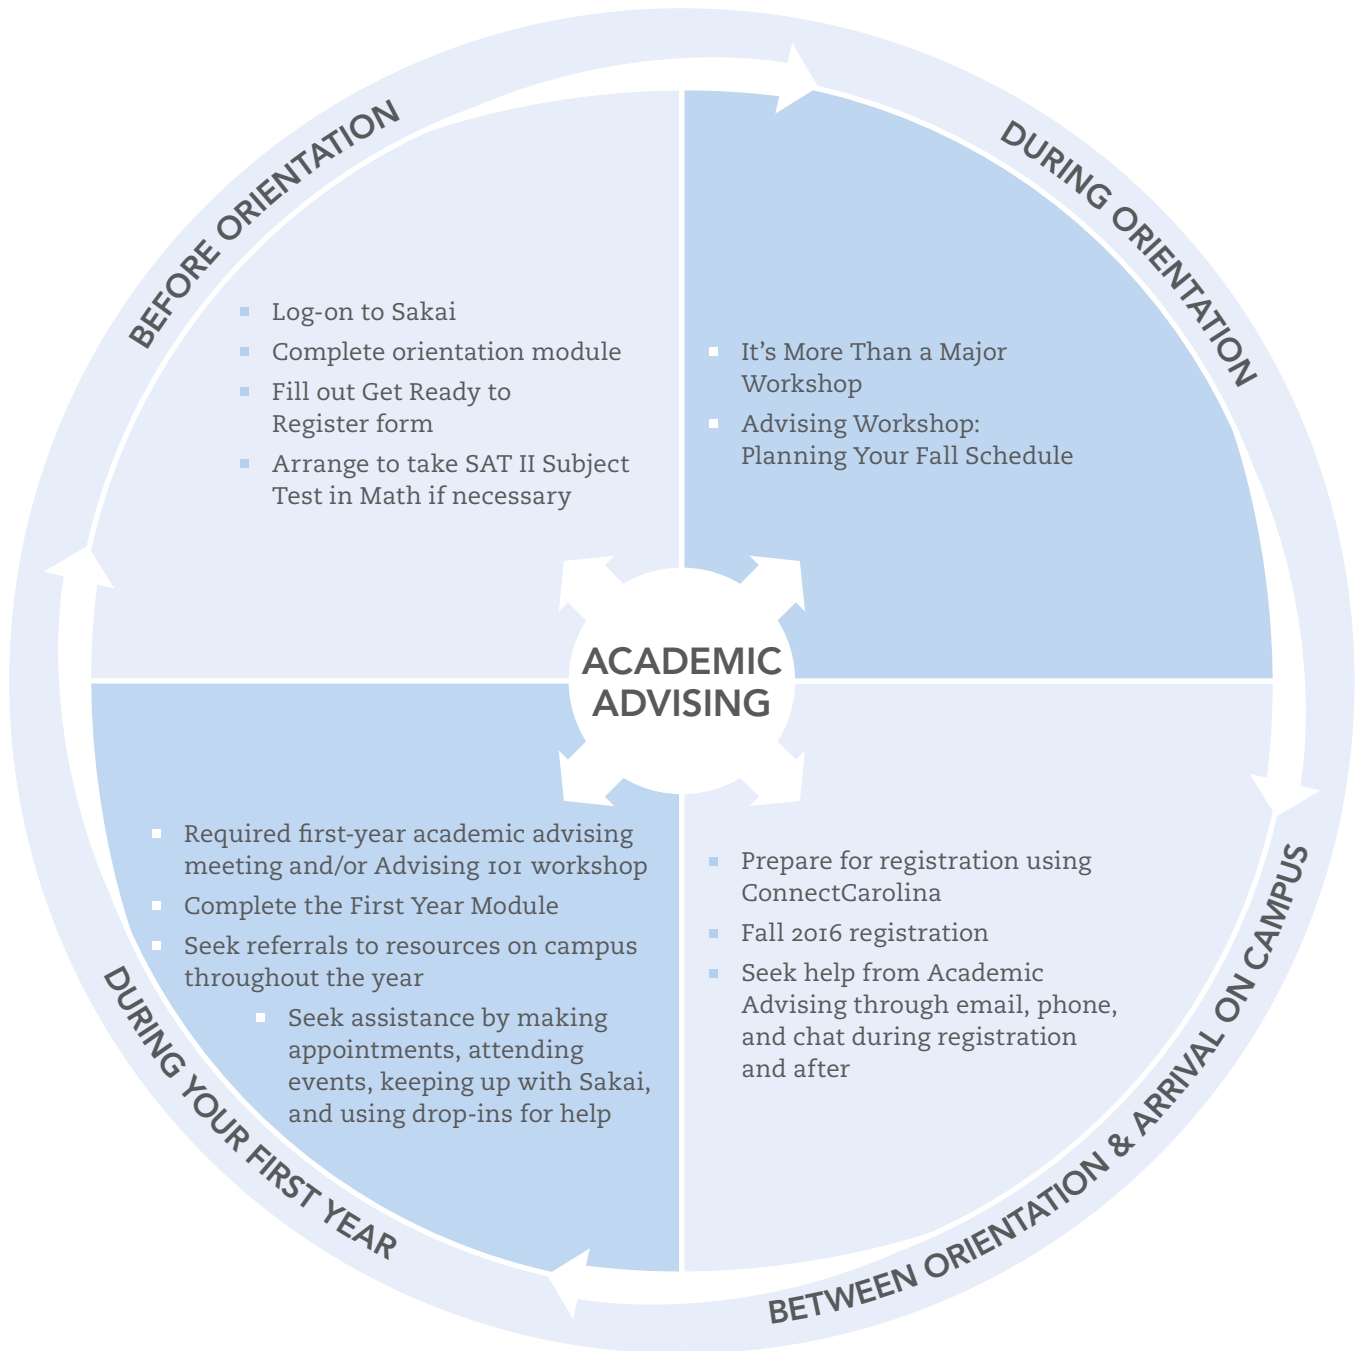 BEFORE ORIENTATION
Log-on to Sakai
Complete orientation module
Fill out Get Ready to
Register form
Arrange to take SAT II Subject
Test in Math if necessary
DURING ORIENTATION
It's More Than a Major
Workshop
Advising Workshop:
Planning Your Fall Schedule
ACADEMIC
ADVISING
BETWEEN ORIENTATION & ARRIVAL ON CAMPUS
Prepare for registration using
ConnectCarolina
Fall 2016 registration
Seek help from Academic
Advising through email, phone,
and chat during registration
and after
DURING YOUR FIRST YEAR
Required first-year academic advising
meeting and/or Advising 101 workshop
Complete the First Year Module
Seek referrals to resources on campus
throughout the year
Seek assistance by making
appointments, attending
events, keeping up with Sakai,
and using drop-ins for help